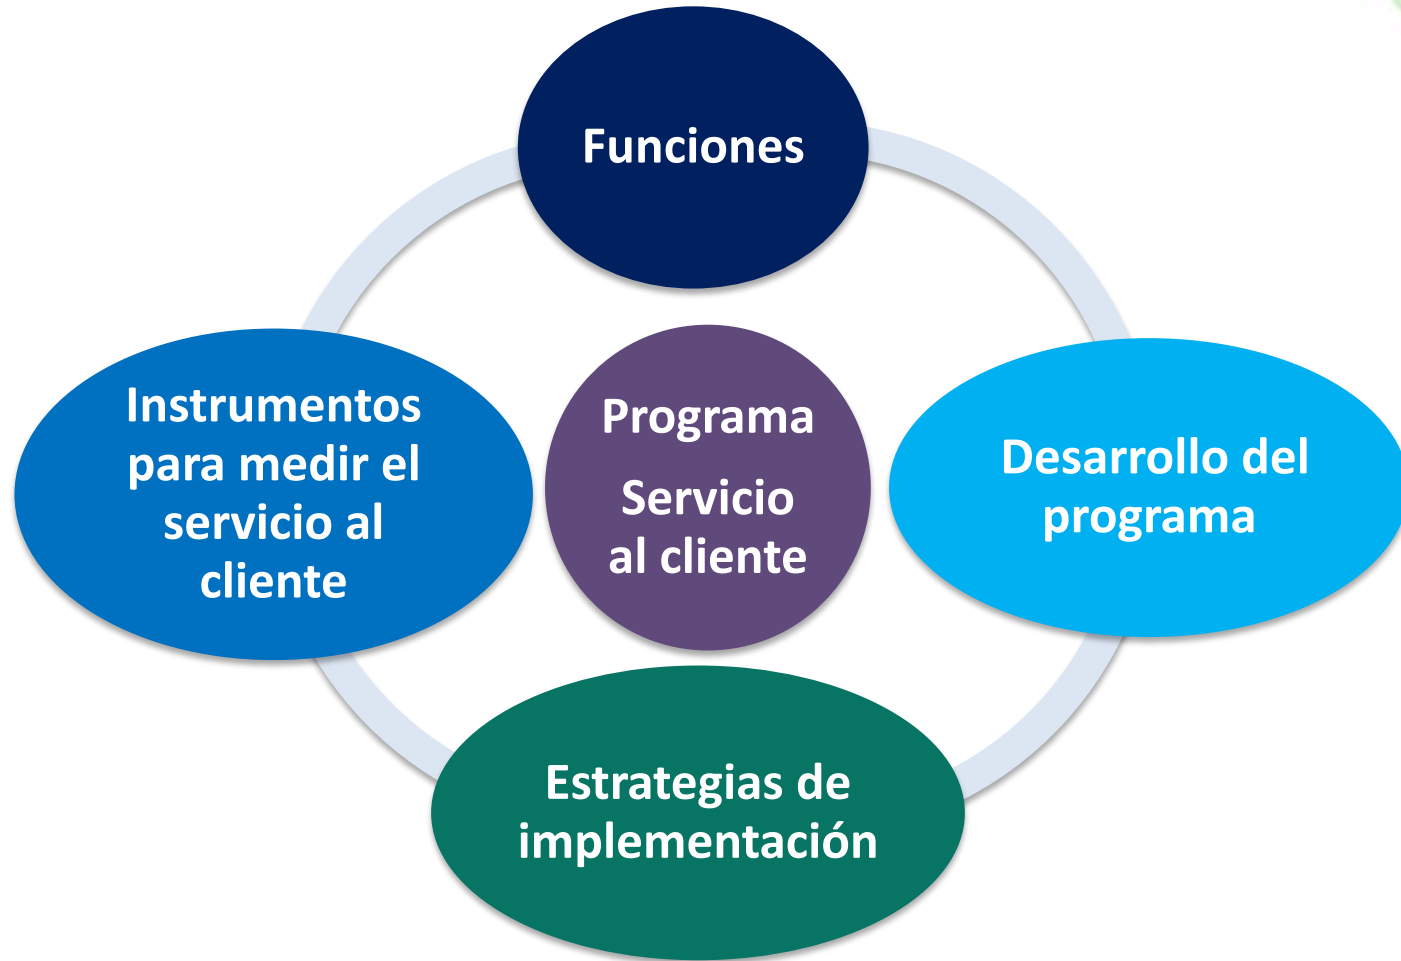 Funciones
Instrumentos
para medir el
servicio al
cliente
Programa
Servicio
al cliente
Desarrollo del
programa
Estrategias de
implementación